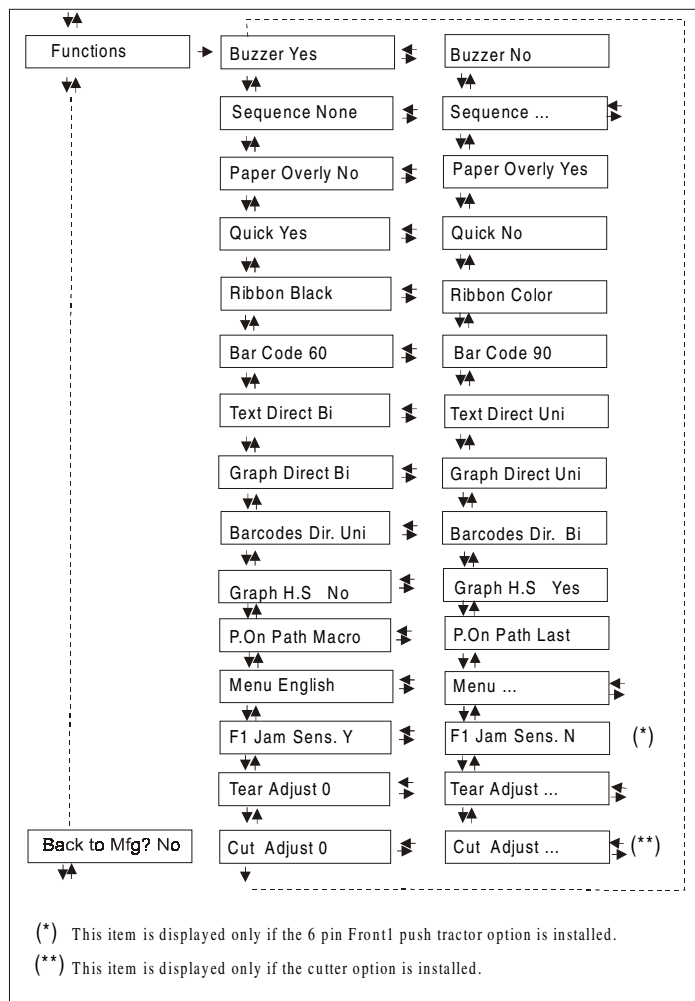 Functions Buzzer Yes Buzzer No
Sequence None Sequence ...
Paper Overly No Paper Overly Yes
Quick Yes Quick No
Ribbon Black Ribbon Color
Bar Code 60 Bar Code 90
Text Direct Bi Text Direct Uni
Graph Direct Bi Graph Direct Uni
Barcodes Dir. Uni Barcodes Dir. Bi
Graph H.S No Graph H.S Yes
P.On Path Macro P.On Path Last
Menu English Menu ...
F1 Jam Sens. Y F1 Jam Sens. N (*)
Tear Adjust 0 Tear Adjust ...
Back to Mfg? No Cut Adjust 0 Cut Adjust ... (**)
(*) This item is displayed only if the 6 pin Front1 push tractor option is installed.
(**) This item is displayed only if the cutter option is installed.